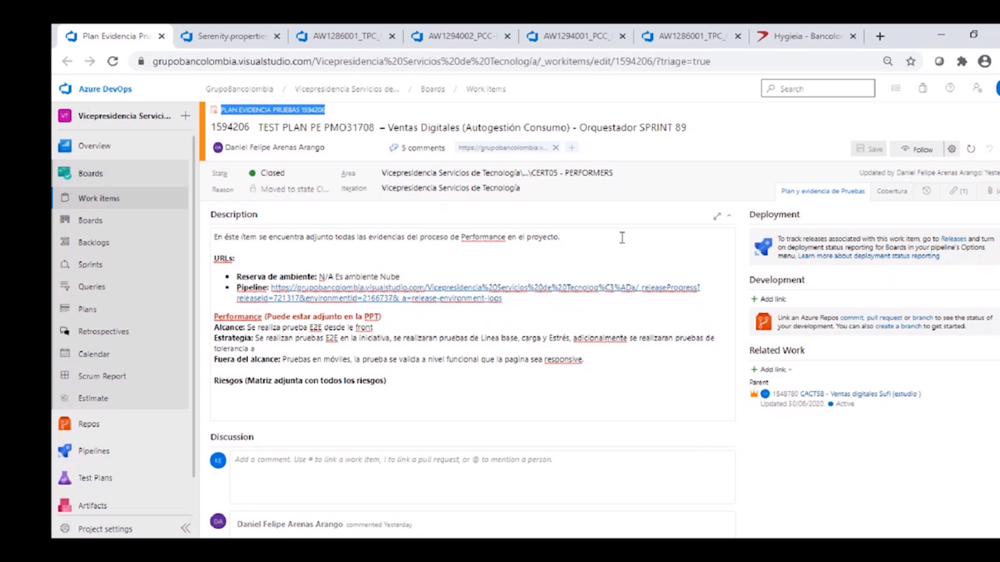 Plan Evidencia Pru
Serenity.propertie
AW1286001_TPC_
AW1294002_PCC-
AW1294001_PCC_
AW1286001_TPC_
Hygieia - Bancolo
grupobancolombia.visualstudio.com/Vicepresidencia%20Servicios%20de%20Tecnología/_workitems/edit/1594206/?triage=true
Azure DevOps
GrupoBancolombia / Vicepresidencia Servicios de... / Boards / Work items
Search
VT Vicepresidencia Servici...
Overview
Boards
Work items
Boards
Backlogs
Sprints
Queries
Plans
Retrospectives
Calendar
Scrum Report
Estimate
Repos
Pipelines
Test Plans
Artifacts
Project settings
PLAN EVIDENCIA PRUEBAS 1594206
1594206 TEST PLAN PE PMO31708 – Ventas Digitales (Autogestión Consumo) - Orquestador SPRINT 89
DA Daniel Felipe Arenas Arango
5 comments
https://grupobancolombia.v...
Save
Follow
State Closed
Area Vicepresidencia Servicios de Tecnología\...\CERT05 - PERFORMERS
Updated by Daniel Felipe Arenas Arango: Yeste
Reason Moved to state Cl...
Iteration Vicepresidencia Servicios de Tecnología
Plan y evidencia de Pruebas
Cobertura
(1)
Description
En éste ítem se encuentra adjunto todas las evidencias del proceso de Performance en el proyecto.
URLs:
• Reserva de ambiente: N/A Es ambiente Nube
• Pipeline: https://grupobancolombia.visualstudio.com/Vicepresidencia%20Servicios%20de%20Tecnolog%C3%ADa/_releaseProgress?
releaseId=721317&environmentId=2166737&_a=release-environment-logs
Performance (Puede estar adjunto en la PPT)
Alcance: Se realiza prueba E2E desde le front
Estrategia: Se realizan pruebas E2E en la iniciativa, se realizaran pruebas de Linea base, carga y Estrés, adicionalmente se realizaran pruebas de
tolerancia a
Fuera del alcance: Pruebas en móviles, la prueba se valida a nivel funcional que la pagina sea responsive.
Riesgos (Matriz adjunta con todos los riesgos)
Discussion
KE
Add a comment. Use # to link a work item, ! to link a pull request, or @ to mention a person.
DA
Daniel Felipe Arenas Arango commented Yesterday
Deployment
To track releases associated with this work item, go to Releases and turn
on deployment status reporting for Boards in your pipeline's Options
menu. Learn more about deployment status reporting
Development
+ Add link
Link an Azure Repos commit, pull request or branch to see the status of
your development. You can also create a branch to get started.
Related Work
+ Add link
Parent
1548780 CACT58 - Ventas digitales Sufi (estudio )
Updated 30/06/2020, Active